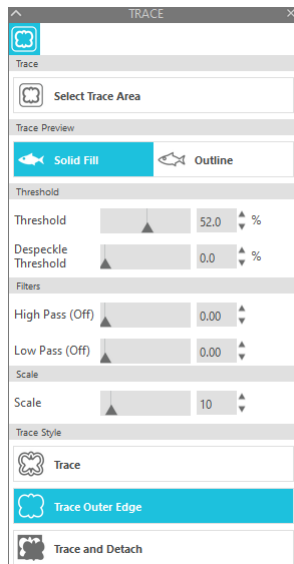 TRACE
Trace
Select Trace Area
Trace Preview
Solid Fill
Outline
Threshold
Threshold 52.0 %
Despeckle
Threshold 0.0 %
Filters
High Pass (Off) 0.00
Low Pass (Off) 0.00
Scale
Scale 10
Trace Style
Trace
Trace Outer Edge
Trace and Detach